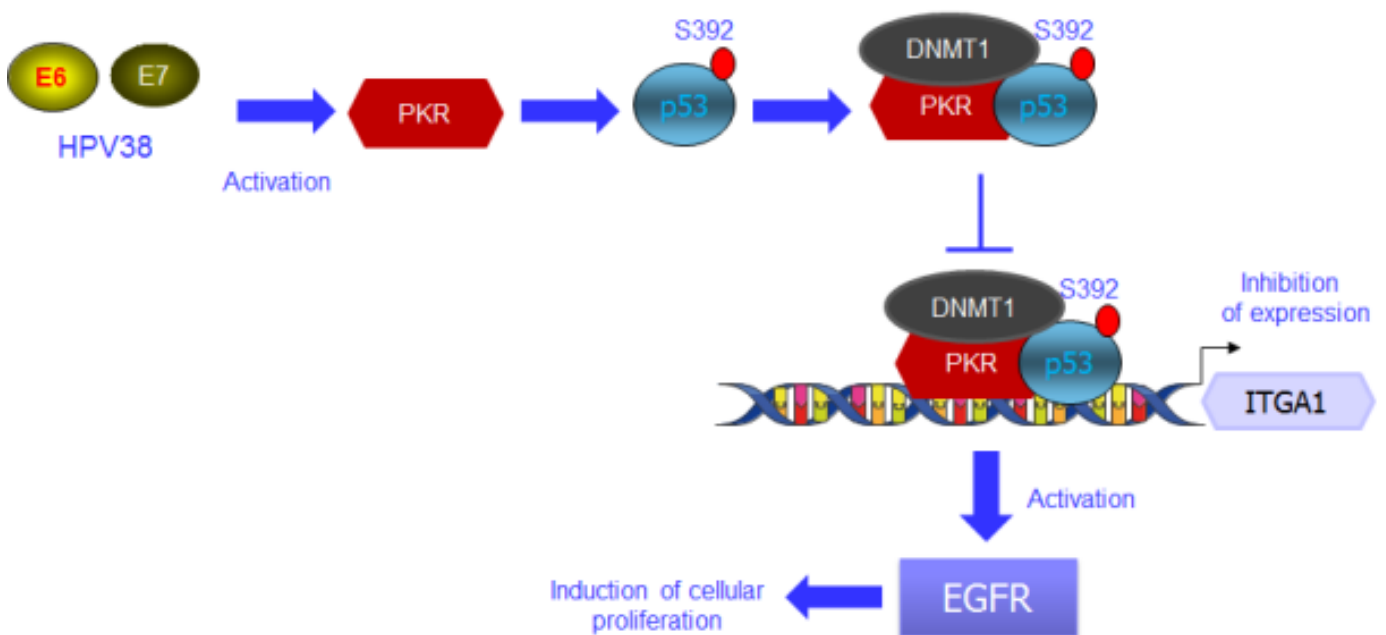 E6
E7
HPV38
Activation
PKR
S392
p53
DNMT1
S392
PKR
p53
DNMT1
S392
PKR
p53
Inhibition
of expression
ITGA1
Activation
EGFR
Induction of cellular
proliferation